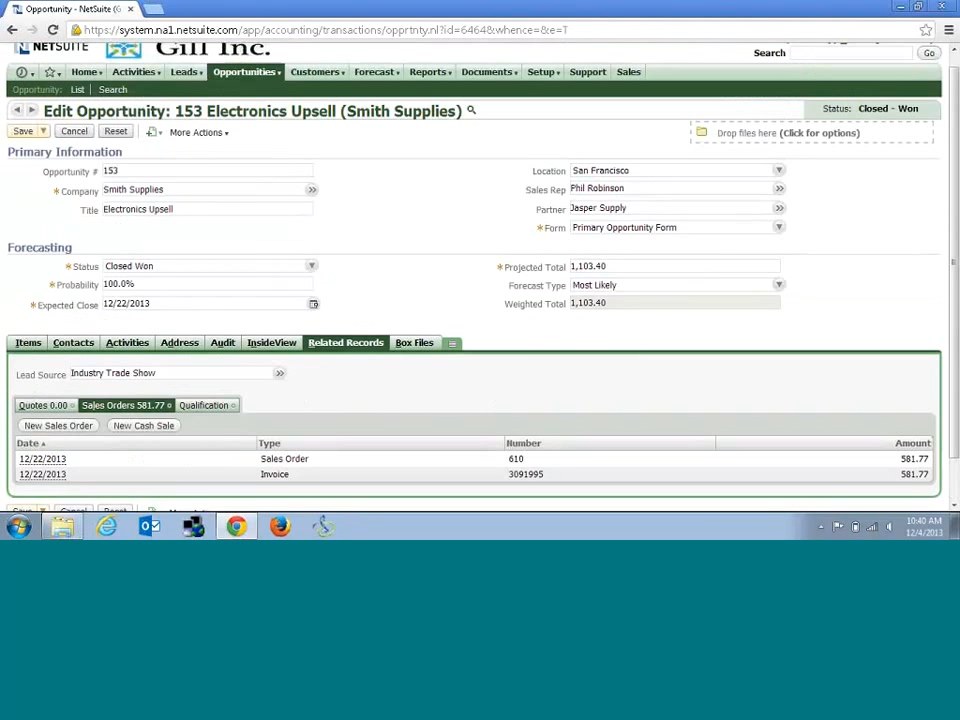 Opportunity - NetSuite (G
https://system.na1.netsuite.com/app/accounting/transactions/opprtnty.nl?id=6464&whence=&e=T
NETSUITE Gill Inc. Search Go
Home Activities Leads Opportunities Customers Forecast Reports Documents Setup Support Sales
Opportunity: List Search
Edit Opportunity: 153 Electronics Upsell (Smith Supplies) Status: Closed - Won
Save Cancel Reset More Actions Drop files here (Click for options)
Primary Information
Opportunity # 153 Location San Francisco
Company Smith Supplies Sales Rep Phil Robinson
Title Electronics Upsell Partner Jasper Supply
Form Primary Opportunity Form
Forecasting
Status Closed Won Projected Total 1,103.40
Probability 100.0% Forecast Type Most Likely
Expected Close 12/22/2013 Weighted Total 1,103.40
Items Contacts Activities Address Audit InsideView Related Records Box Files
Lead Source Industry Trade Show
Quotes 0.00 Sales Orders 581.77 Qualification
New Sales Order New Cash Sale
Date Type Number Amount
12/22/2013 Sales Order 610 581.77
12/22/2013 Invoice 3091995 581.77
Save Cancel Reset
10:40 AM
12/4/2013